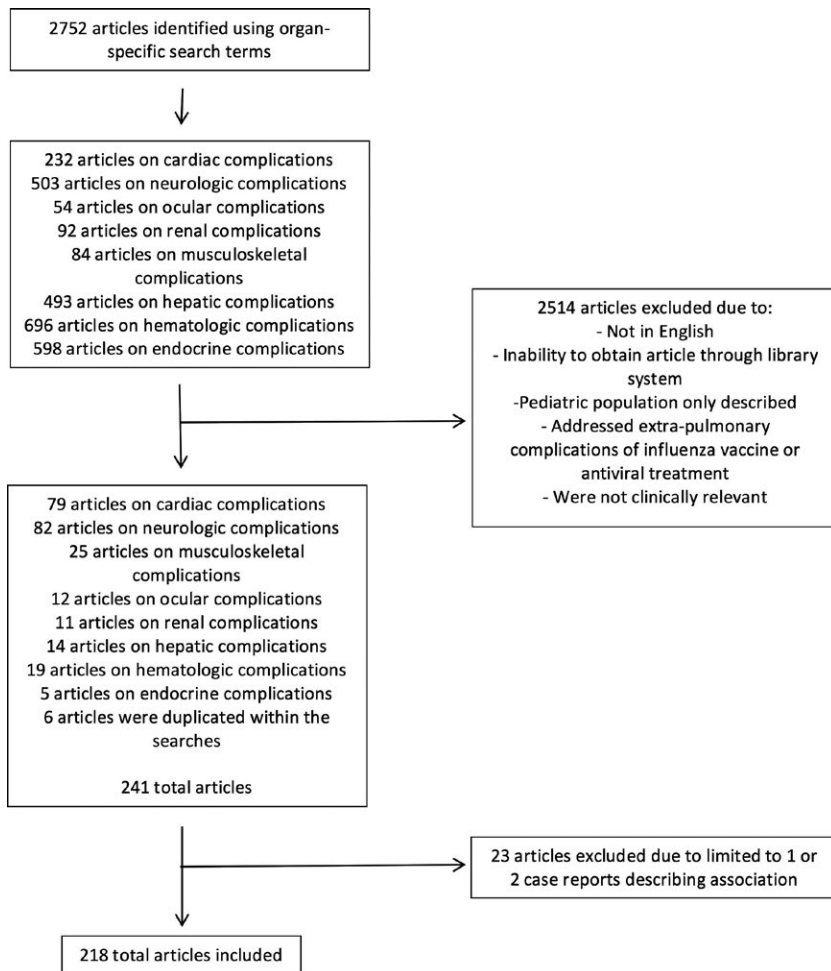 2752 articles identified using organ-
specific search terms
232 articles on cardiac complications
503 articles on neurologic complications
54 articles on ocular complications
92 articles on renal complications
84 articles on musculoskeletal
complications
493 articles on hepatic complications
696 articles on hematologic complications
598 articles on endocrine complications
2514 articles excluded due to:
- Not in English
- Inability to obtain article through library
system
-Pediatric population only described
- Addressed extra-pulmonary
complications of influenza vaccine or
antiviral treatment
- Were not clinically relevant
79 articles on cardiac complications
82 articles on neurologic complications
25 articles on musculoskeletal
complications
12 articles on ocular complications
11 articles on renal complications
14 articles on hepatic complications
19 articles on hematologic complications
5 articles on endocrine complications
6 articles were duplicated within the
searches
241 total articles
23 articles excluded due to limited to 1 or
2 case reports describing association
218 total articles included